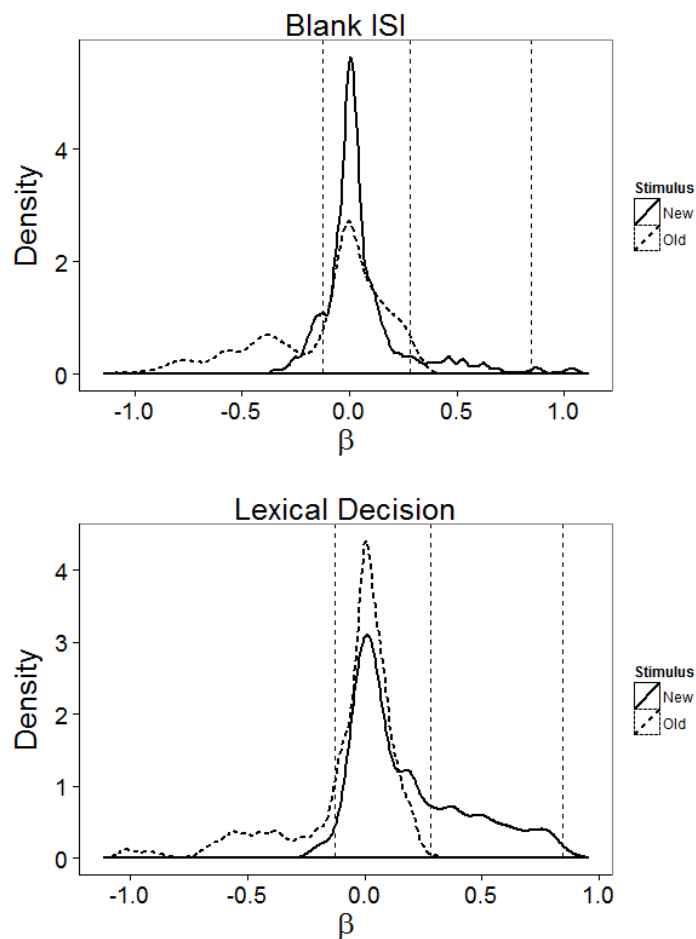 Blank ISI
Density
4
2
0
-1.0 -0.5 0.0 0.5 1.0
β
Stimulus
New
Old
Lexical Decision
Density
4
3
2
1
0
-1.0 -0.5 0.0 0.5 1.0
β
Stimulus
New
Old